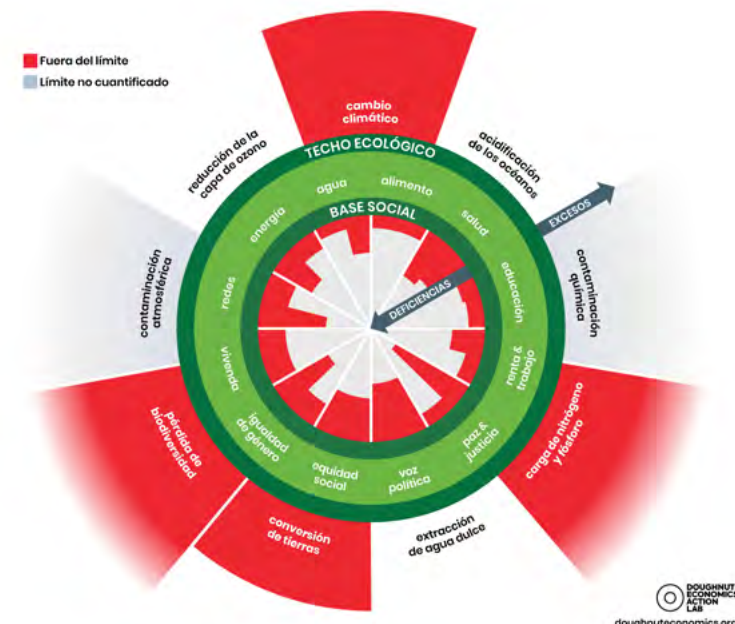 Fuera del límite
Límite no cuantificado
cambio
climático
reducción de la
capa de ozono
acidificación
de los océanos
TECHO ECOLÓGICO
agua
alimento
energía
salud
BASE SOCIAL
EXCESOS
DEFICIENCIAS
contaminación
atmosférica
redes
educación
contaminación
química
vivienda
renta &
trabajo
pérdida de
biodiversidad
igualdad
de género
equidad
social
voz
política
paz &
justicia
carga de nitrógeno
y fósforo
conversión
de tierras
extracción
de agua dulce
DOUGHNUT
ECONOMICS
ACTION
LAB
doughnuteconomics.org